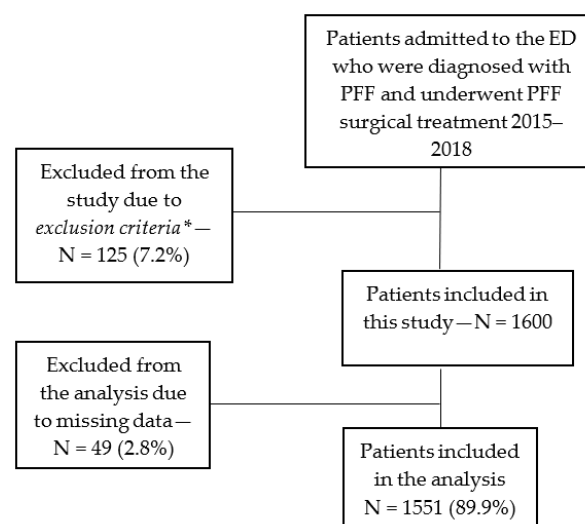 Patients admitted to the ED
who were diagnosed with
PFF and underwent PFF
surgical treatment 2015–
2018
Excluded from the
study due to
exclusion criteria*—
N = 125 (7.2%)
Patients included in
this study—N = 1600
Excluded from
the analysis due
to missing data—
N = 49 (2.8%)
Patients included
in the analysis
N = 1551 (89.9%)